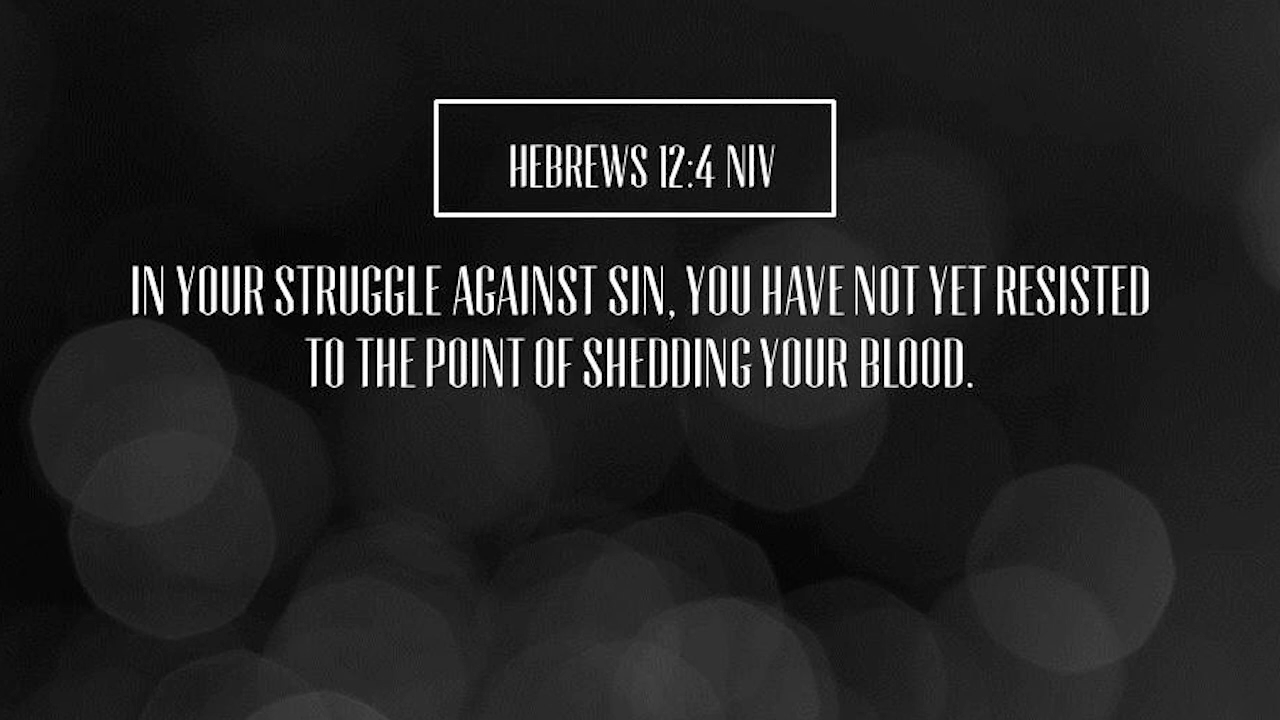 HEBREWS 12:4 NIV
IN YOUR STRUGGLE AGAINST SIN, YOU HAVE NOT YET RESISTED
TO THE POINT OF SHEDDING YOUR BLOOD.